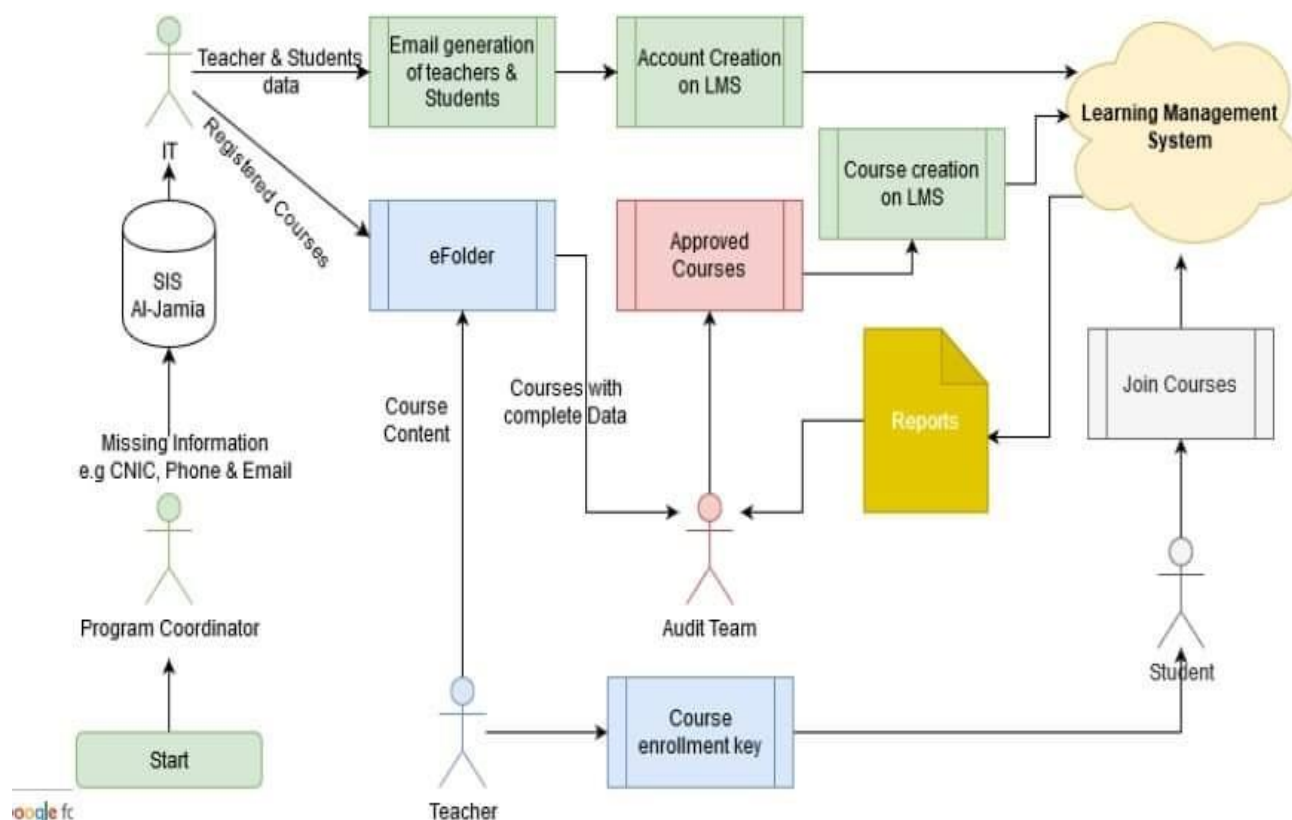 Teacher & Students
data
Email generation
of teachers &
Students
Account Creation
on LMS
Learning Management
System
IT
Registered Courses
Course creation
on LMS
SIS
Al-Jamia
eFolder
Approved
Courses
Missing Information
e.g CNIC, Phone & Email
Course
Content
Courses with
complete Data
Reports
Join Courses
Program Coordinator
Audit Team
Student
Start
Course
enrollment key
Teacher
oogle fc